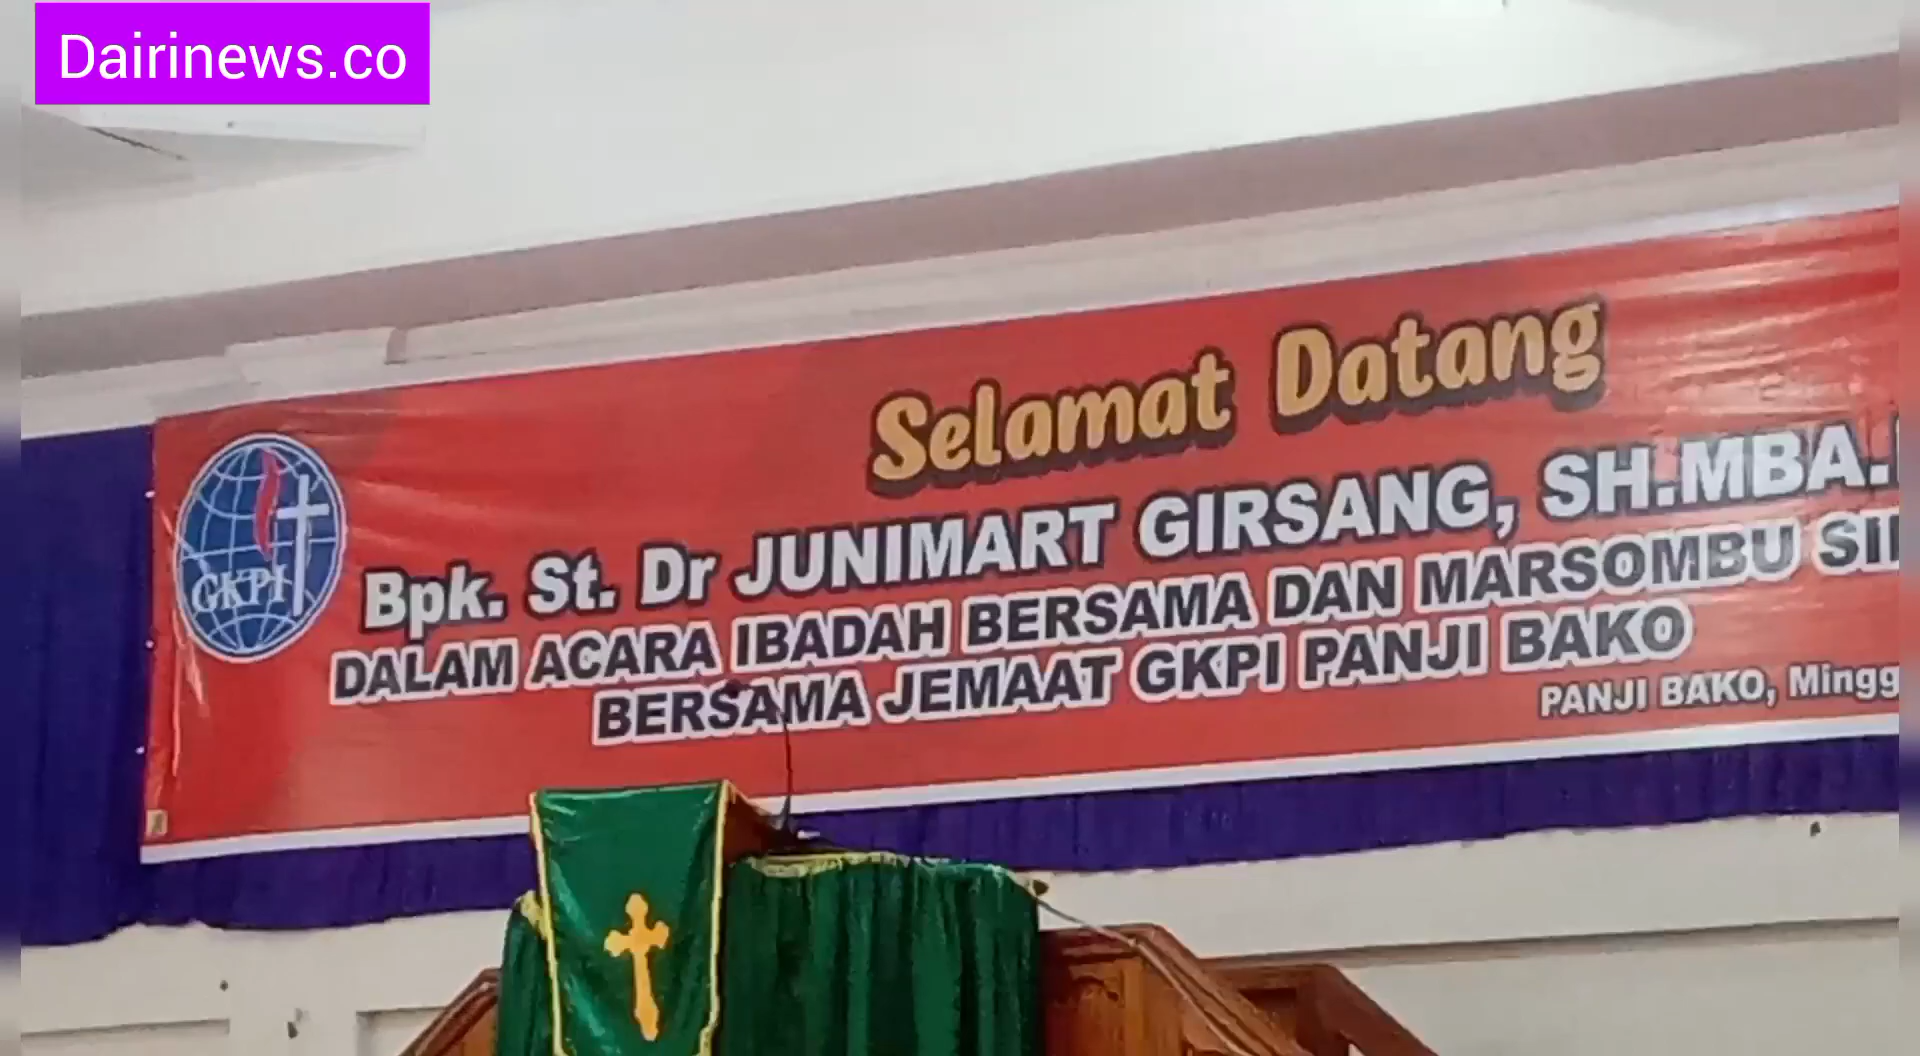 Dairinews.co
Selamat Datang
Bpk. St. Dr JUNIMART GIRSANG, SH.MBA.
DALAM ACARA IBADAH BERSAMA DAN MARSOMBU
BERSAMA JEMAAT GKPI PANJI BAKO
PANJI BAKO,
GKPI